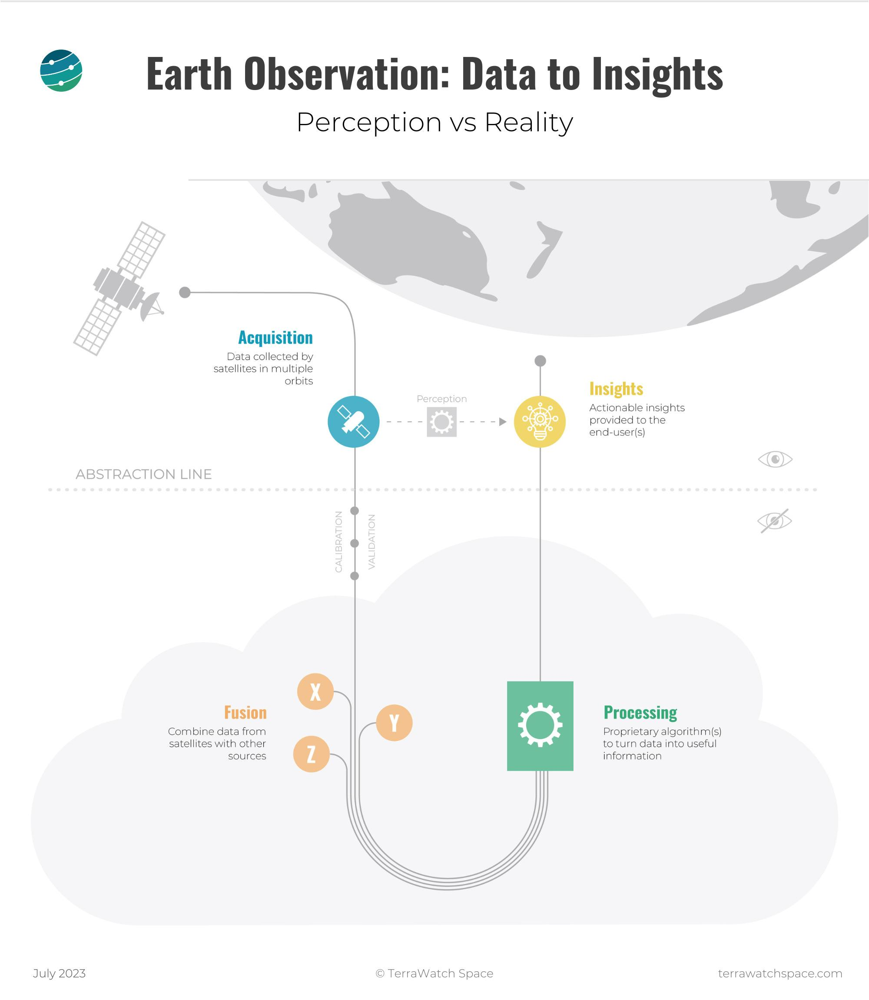 Earth Observation: Data to Insights
Perception vs Reality
Acquisition
Data collected by
satellites in multiple
orbits
Perception
Insights
Actionable insights
provided to the
end-user(s)
ABSTRACTION LINE
CALIBRATION
VALIDATION
X
Y
Z
Fusion
Combine data from
satellites with other
sources
Processing
Proprietary algorithm(s)
to turn data into useful
information
July 2023
© TerraWatch Space
terrawatchspace.com